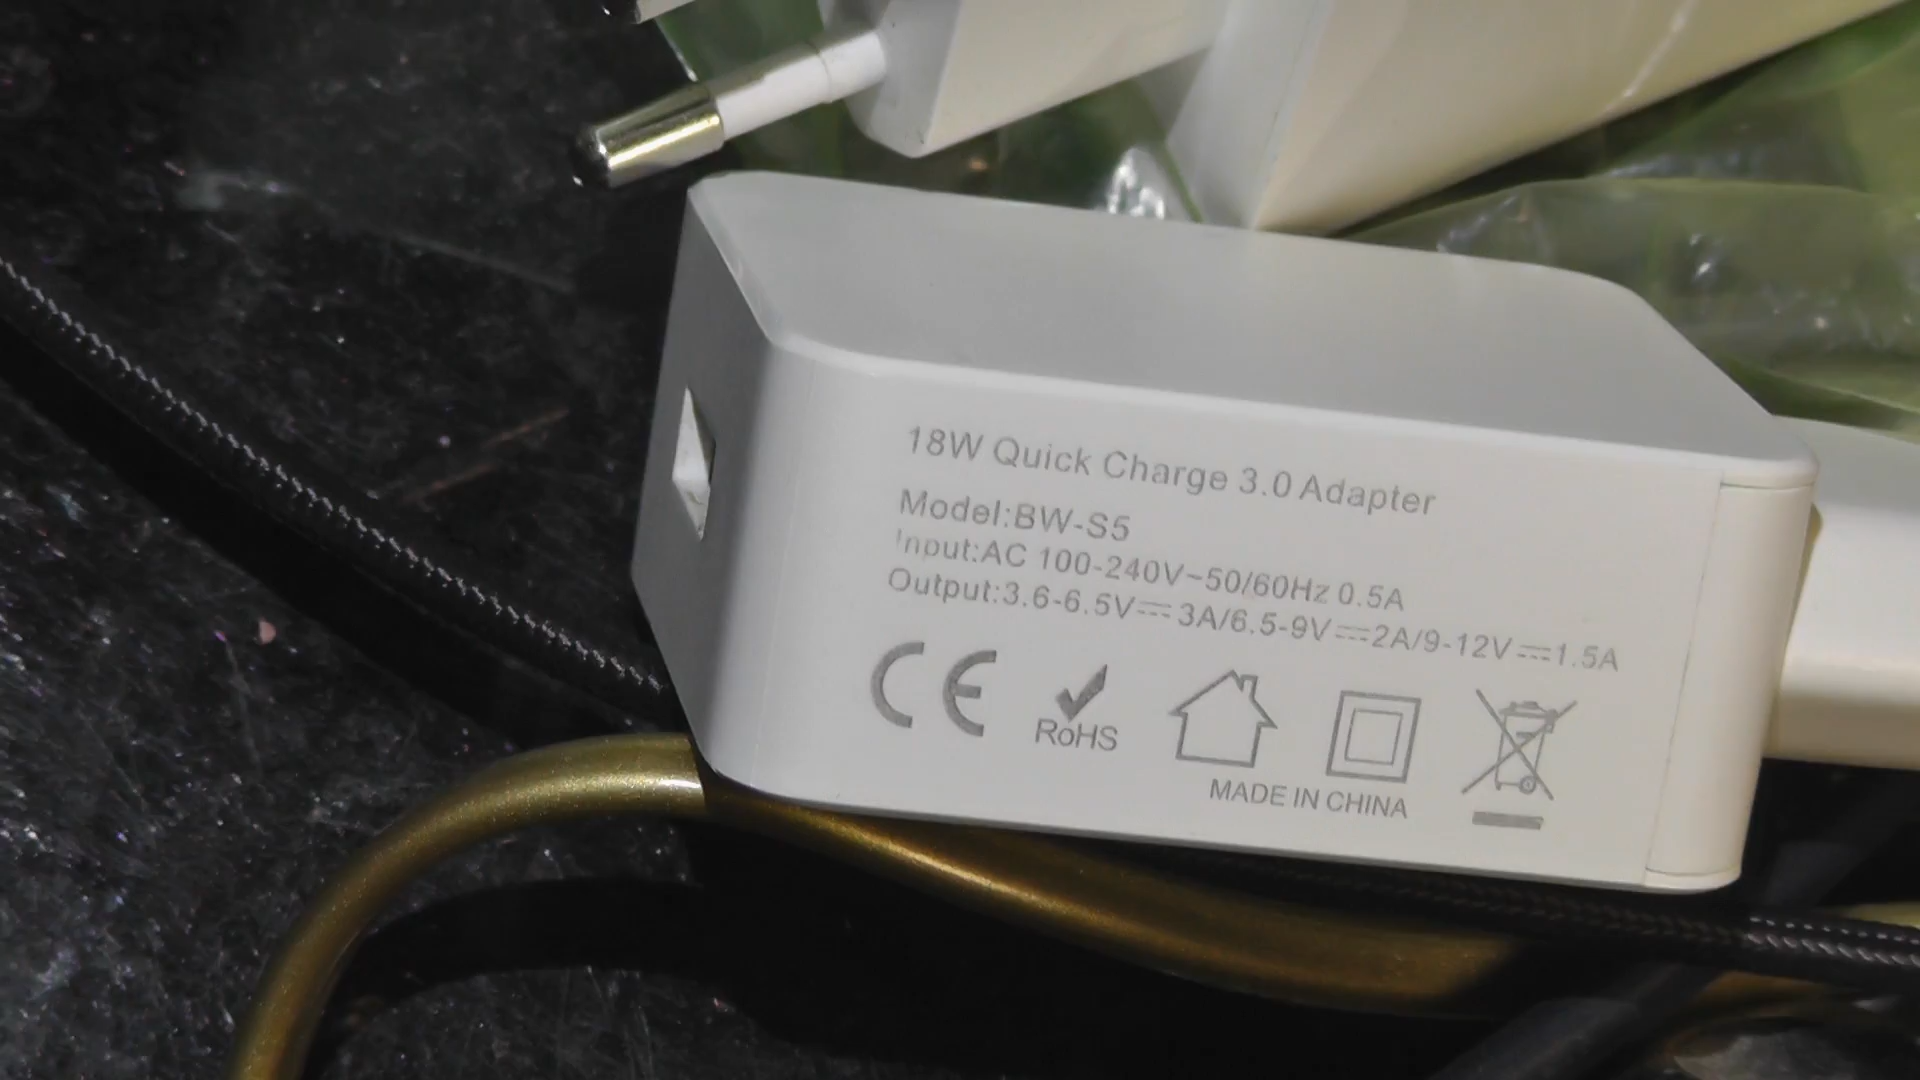 18W Quick Charge 3.0 Adapter
Model:BW-S5
Input:AC 100-240V~50/60Hz 0.5A
Output:3.6-6.5V⎓3A/6.5-9V⎓2A/9-12V⎓1.5A
CE
RoHS
MADE IN CHINA